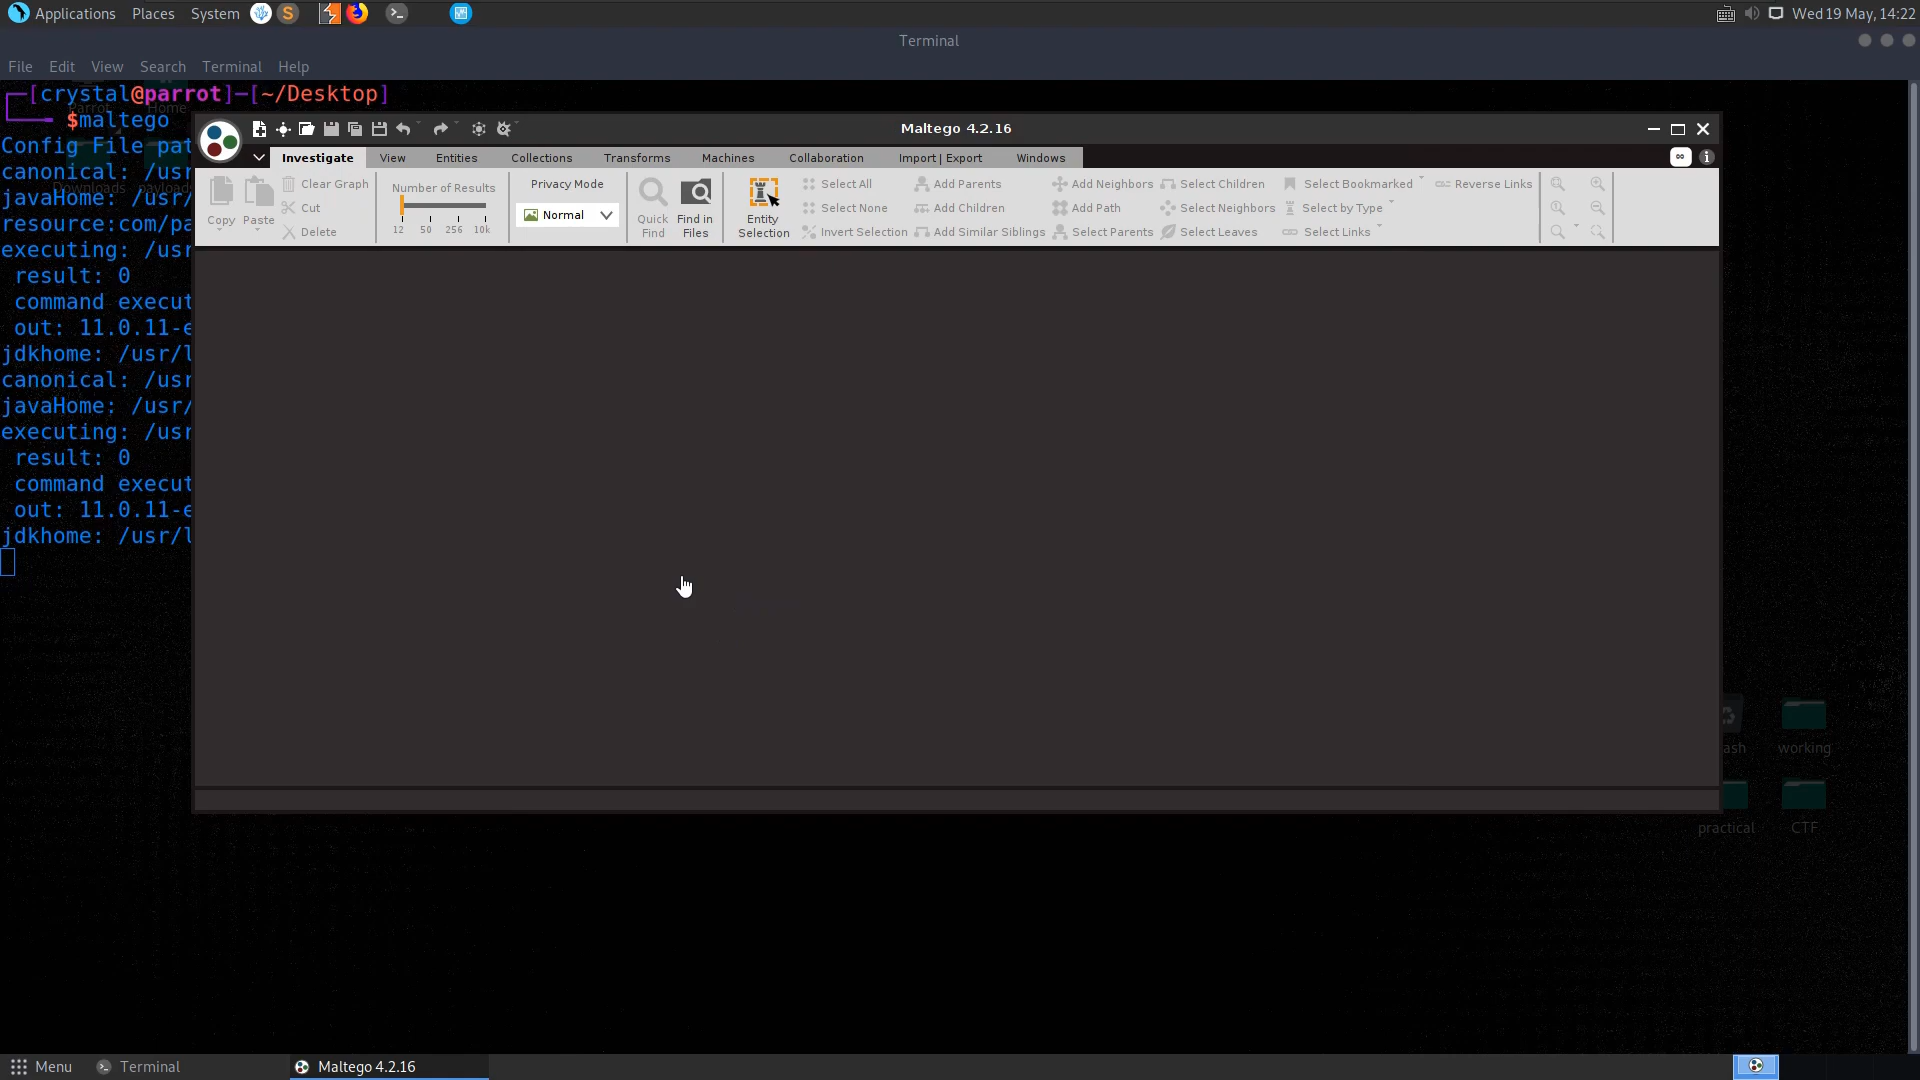 Applications Places System Wed 19 May, 14:22
Terminal
File Edit View Search Terminal Help
[crystal@parrot]─[~/Desktop]
$maltego
Config File pat
canonical: /usr
javaHome: /usr/
resource:com/pa
executing: /usr
result: 0
command execut
out: 11.0.11-e
jdkhome: /usr/l
canonical: /usr
javaHome: /usr/
executing: /usr
result: 0
command execut
out: 11.0.11-e
jdkhome: /usr/l
Parrot Home
Downloads payload
Maltego 4.2.16
Investigate View Entities Collections Transforms Machines Collaboration Import | Export Windows
Copy Paste
Clear Graph
Cut
Delete
Number of Results
12 50 256 10k
Privacy Mode
Normal
Quick Find
Find in Files
Entity Selection
Select All
Select None
Invert Selection
Add Parents
Add Children
Add Similar Siblings
Add Neighbors
Add Path
Select Parents
Select Children
Select Neighbors
Select Leaves
Select Bookmarked
Select by Type
Select Links
Reverse Links
ash working
practical CTF
Menu Terminal Maltego 4.2.16